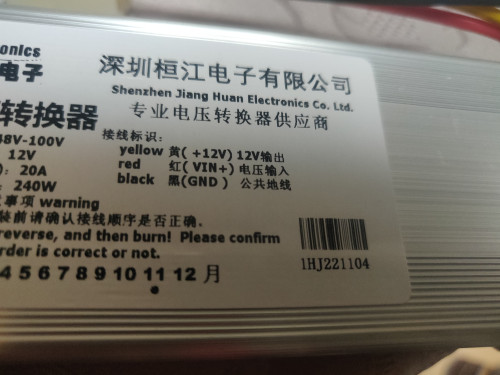 onics
电子
深圳桓江电子有限公司
Shenzhen Jiang Huan Electronics Co. Ltd.
转换器
专业电压转换器供应商
48V-100V
12V
): 20A
: 240W
接线标识:
yellow 黄( +12V) 12V输出
red 红( VIN+) 电压输入
black 黑(GND) 公共地线
事项 warning
装前请确认接线顺序是否正确。
reverse, and then burn! Please confirm
rder is correct or not.
4 5 6 7 8 9 10 11 12 月
1HJ221104